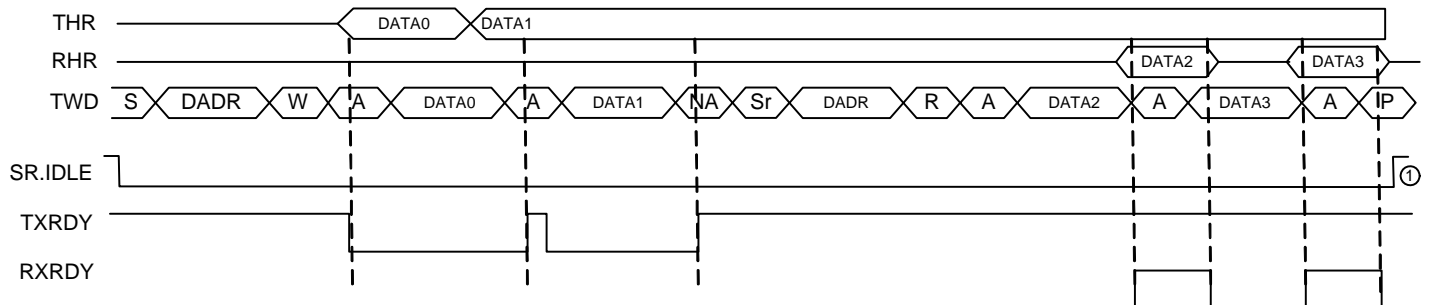 THR DATA0 DATA1
RHR DATA2 DATA3
TWD S DADR W A DATA0 A DATA1 NA Sr DADR R A DATA2 A DATA3 A P
SR.IDLE ①
TXRDY
RXRDY